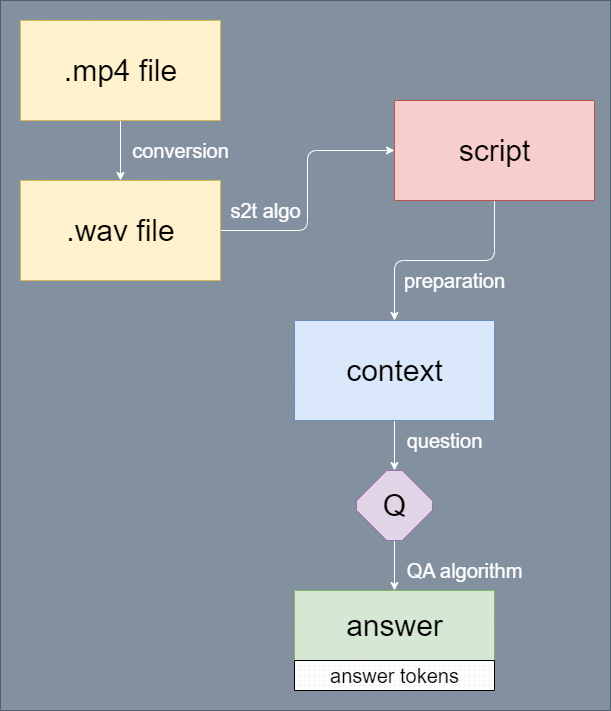 .mp4 file
conversion
.wav file
s2t algo
script
preparation
context
question
Q
QA algorithm
answer
answer tokens